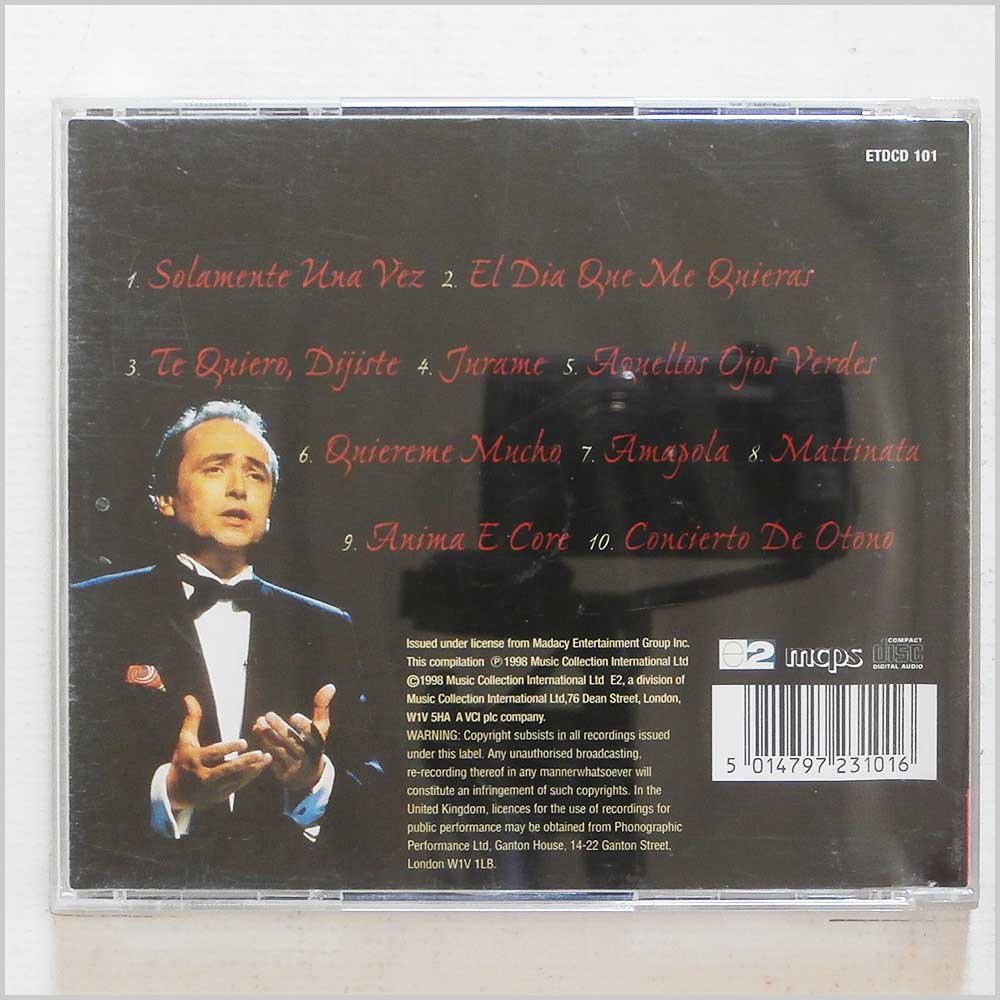 ETDCD 101
1. Solamente Una Vez 2. El Dia Que Me Quieras
3. Te Quiero, Dijiste 4. Jurame 5. Aquellos Ojos Verdes
6. Quiereme Mucho 7. Amapola 8. Mattinata
9. Anima E Core 10. Concierto De Otono
Issued under license from Madacy Entertainment Group Inc.
This compilation ℗ 1998 Music Collection International Ltd
©1998 Music Collection International Ltd E2, a division of
Music Collection International Ltd,76 Dean Street, London,
W1V 5HA A VCI plc company.
WARNING: Copyright subsists in all recordings issued
under this label. Any unauthorised broadcasting,
re-recording thereof in any mannerwhatsoever will
constitute an infringement of such copyrights. In the
United Kingdom, licences for the use of recordings for
public performance may be obtained from Phonographic
Performance Ltd, Ganton House, 14-22 Ganton Street.
London W1V 1LB.
e2 mcps COMPACT disc DIGITAL AUDIO
5 014797 231016